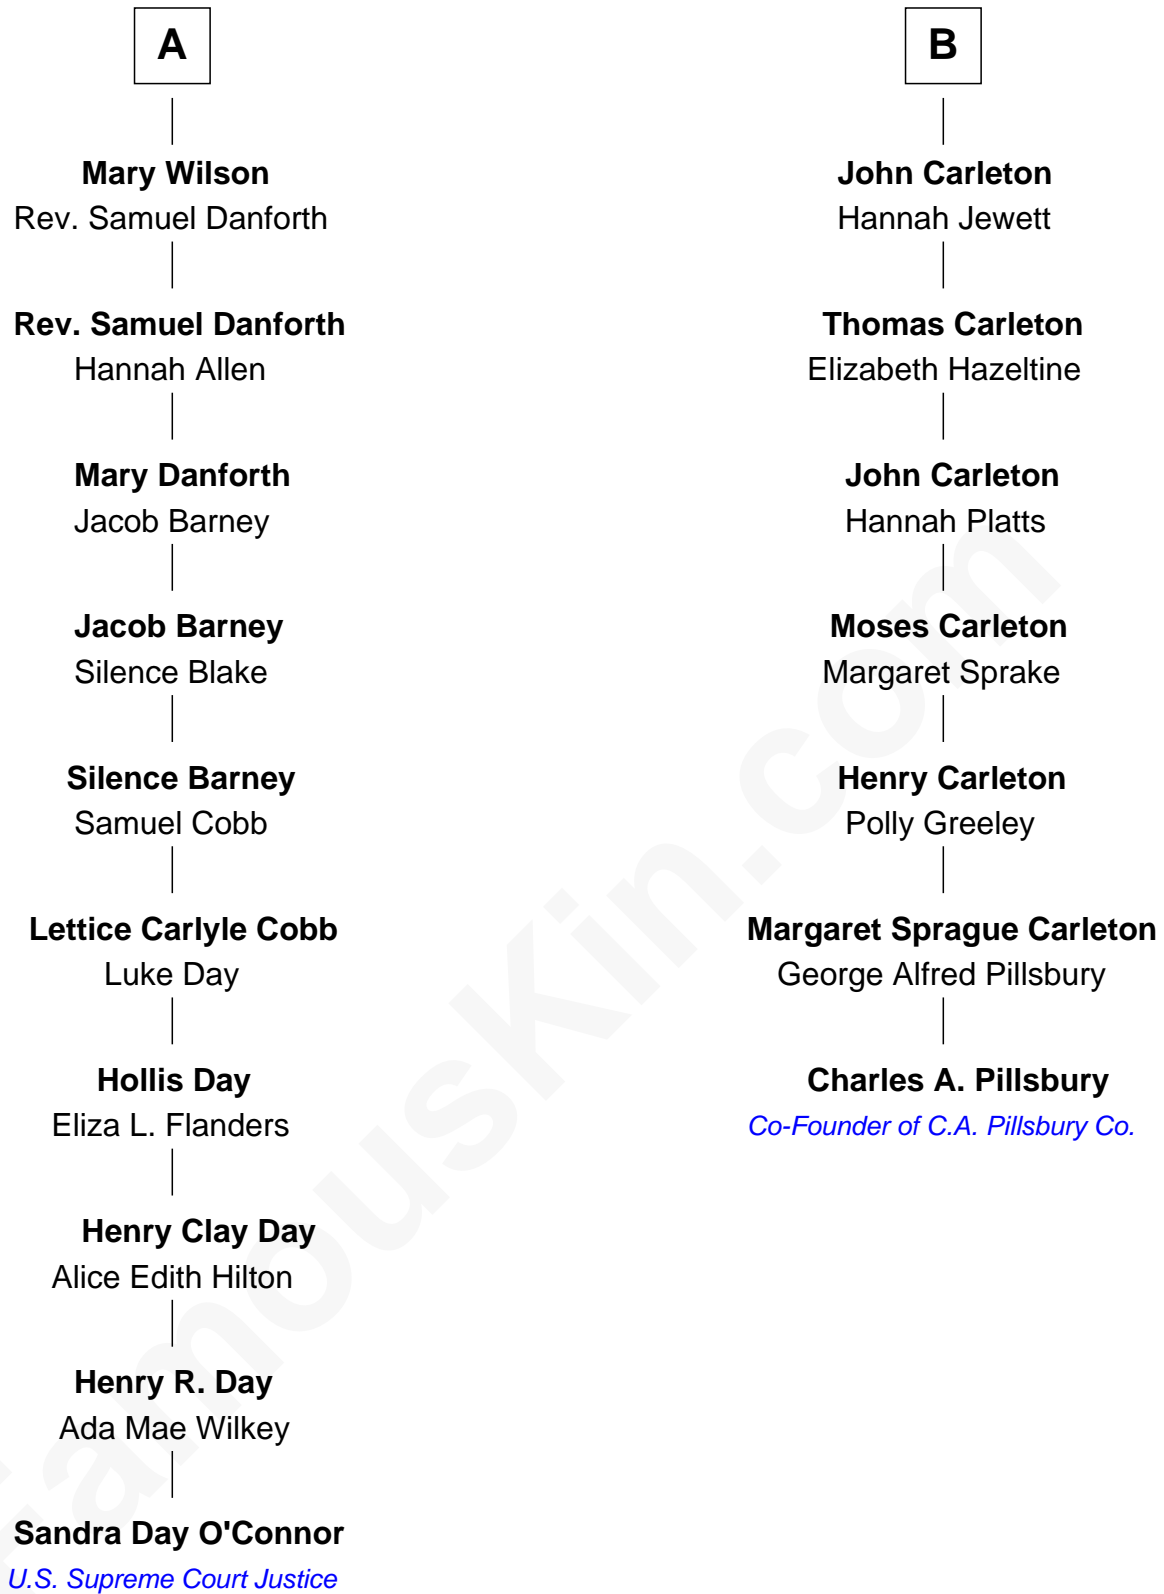 A
Mary Wilson
Rev. Samuel Danforth
Rev. Samuel Danforth
Hannah Allen
Mary Danforth
Jacob Barney
Jacob Barney
Silence Blake
Silence Barney
Samuel Cobb
Lettice Carlyle Cobb
Luke Day
Hollis Day
Eliza L. Flanders
Henry Clay Day
Alice Edith Hilton
Henry R. Day
Ada Mae Wilkey
Sandra Day O'Connor
U.S. Supreme Court Justice
B
John Carleton
Hannah Jewett
Thomas Carleton
Elizabeth Hazeltine
John Carleton
Hannah Platts
Moses Carleton
Margaret Sprake
Henry Carleton
Polly Greeley
Margaret Sprague Carleton
George Alfred Pillsbury
Charles A. Pillsbury
Co-Founder of C.A. Pillsbury Co.
FamousKin.com